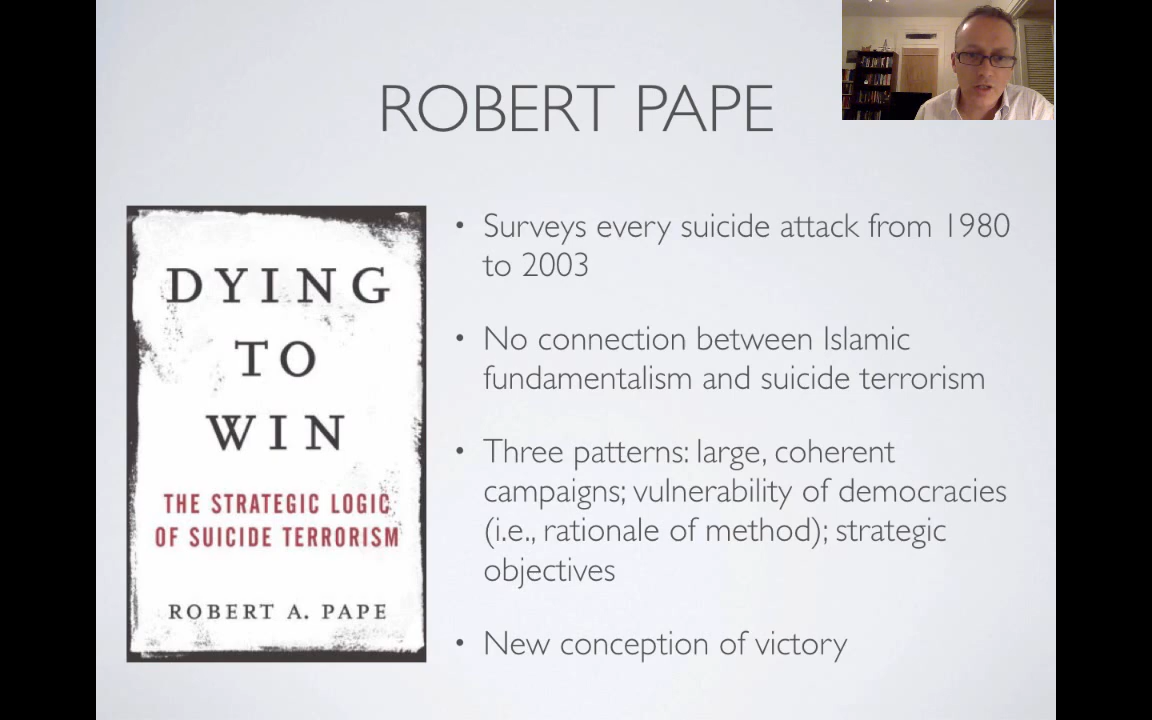 ROBERT PAPE
DYING
TO
WIN
THE STRATEGIC LOGIC
OF SUICIDE TERRORISM
ROBERT A. PAPE
• Surveys every suicide attack from 1980
to 2003
• No connection between Islamic
fundamentalism and suicide terrorism
• Three patterns: large, coherent
campaigns; vulnerability of democracies
(i.e., rationale of method); strategic
objectives
• New conception of victory